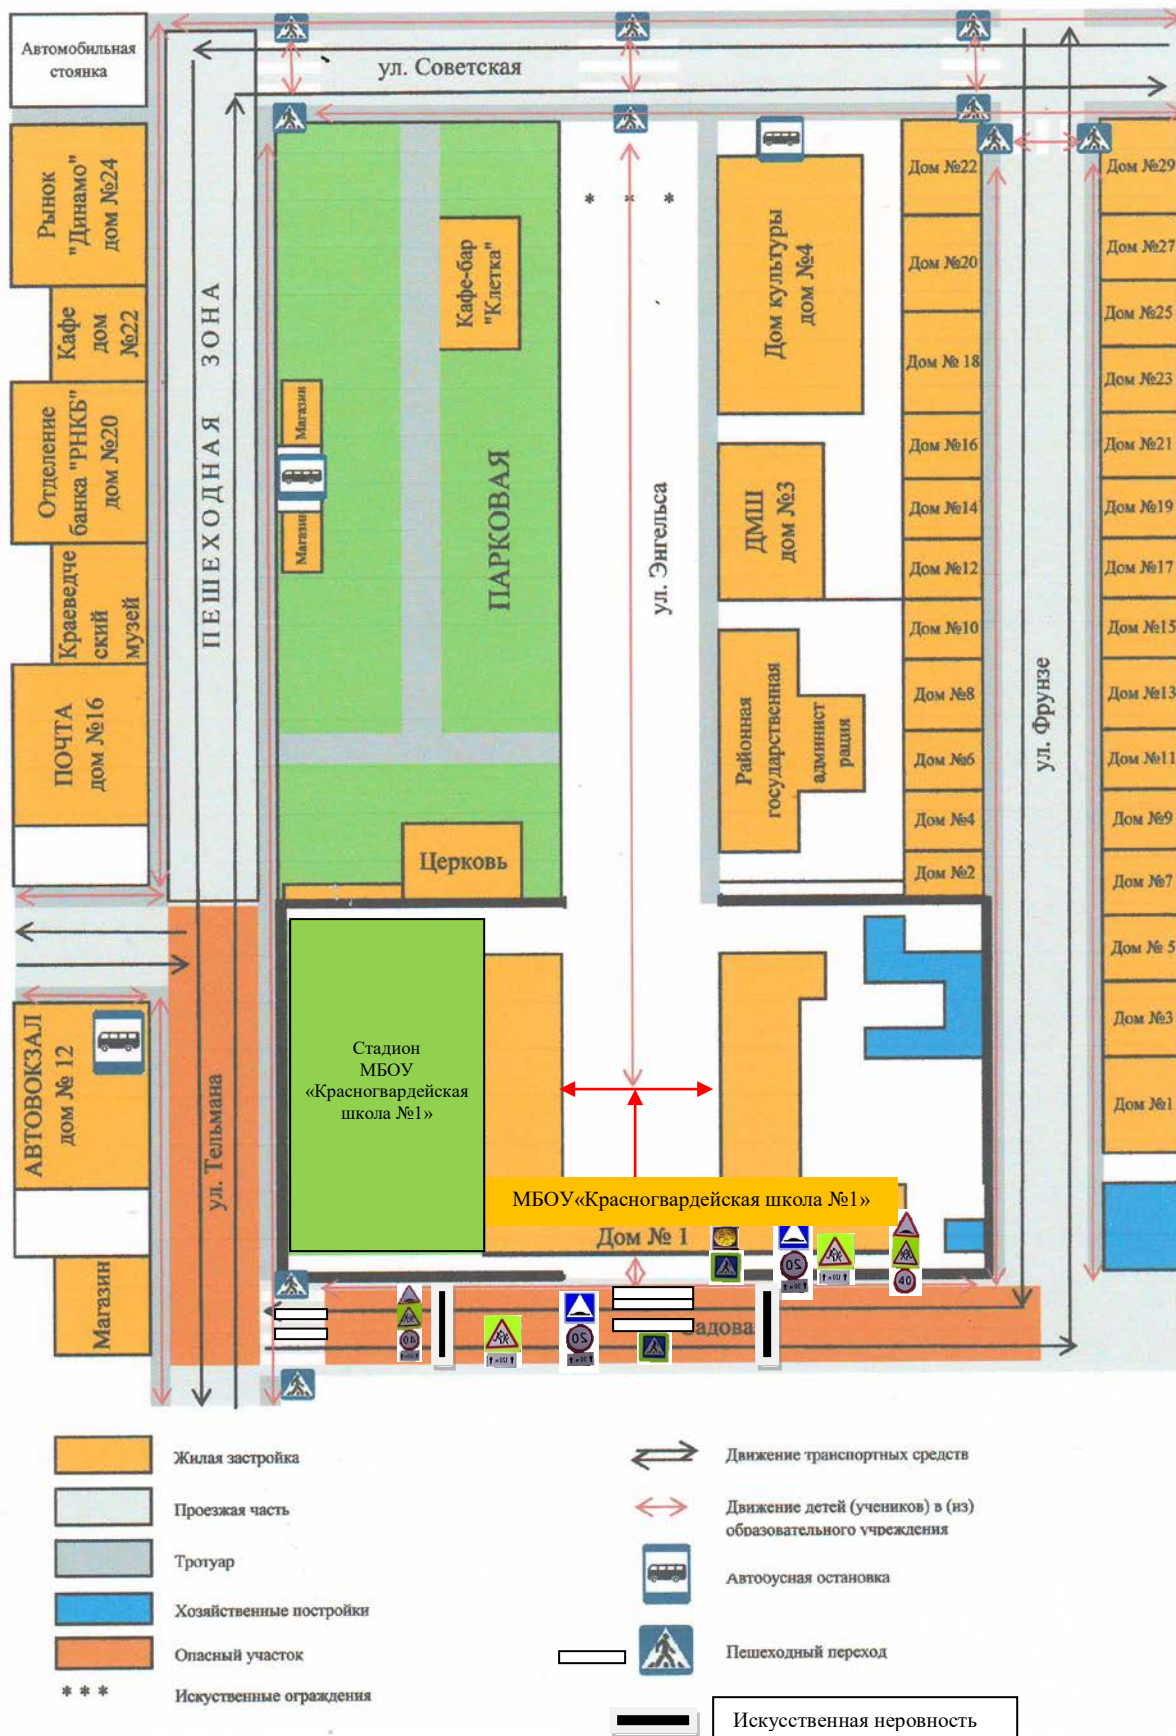 Автомобильная
стоянка
ул. Советская
Рынок
"Динамо"
дом №24
Кафе
дом
№22
Отделение
банка "РНКБ"
дом №20
Краеведче
ский
музей
ПОЧТА
дом №16
ПЕШЕХОДНАЯ ЗОНА
Магазин
Магазин
Кафе-бар
"Клетка"
ПАРКОВАЯ
Церковь
ул. Энгельса
Дом культуры
дом №4
ДМШ
дом №3
Районная
государственная
админист
рация
Дом №22
Дом №20
Дом № 18
Дом №16
Дом №14
Дом №12
Дом №10
Дом №8
Дом №6
Дом №4
Дом №2
ул. Фрунзе
Дом №29
Дом №27
Дом №25
Дом №23
Дом №21
Дом №19
Дом №17
Дом №15
Дом №13
Дом №11
Дом №9
Дом №7
Дом № 5
Дом №3
Дом №1
АВТОВОКЗАЛ
дом № 12
Магазин
ул. Тельмана
Стадион
МБОУ
«Красногвардейская
школа №1»
МБОУ«Красногвардейская школа №1»
Дом № 1
20
40
40
20
Садова
Жилая застройка
Проезжая часть
Тротуар
Хозяйственные постройки
Опасный участок
* * * Искуственные ограждения
Движение транспортных средств
Движение детей (учеников) в (из)
образовательного учреждения
Автобусная остановка
Пешеходный переход
Искусственная неровность